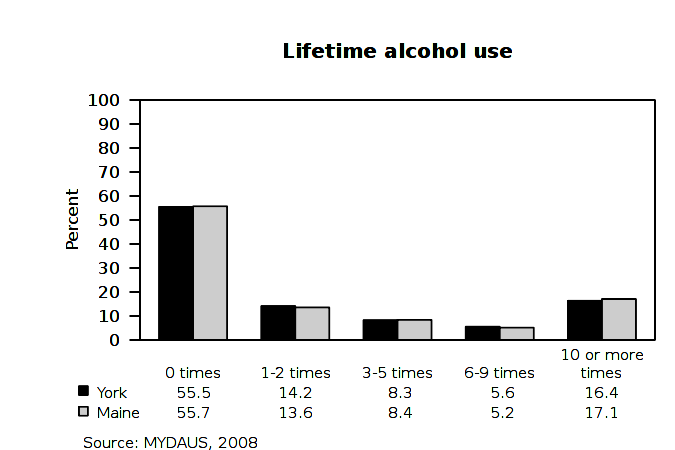 Lifetime alcohol use
100
90
80
70
60
50
40
30
20
10
0
Percent
0 times 1-2 times 3-5 times 6-9 times 10 or more times
York 55.5 14.2 8.3 5.6 16.4
Maine 55.7 13.6 8.4 5.2 17.1
Source: MYDAUS, 2008